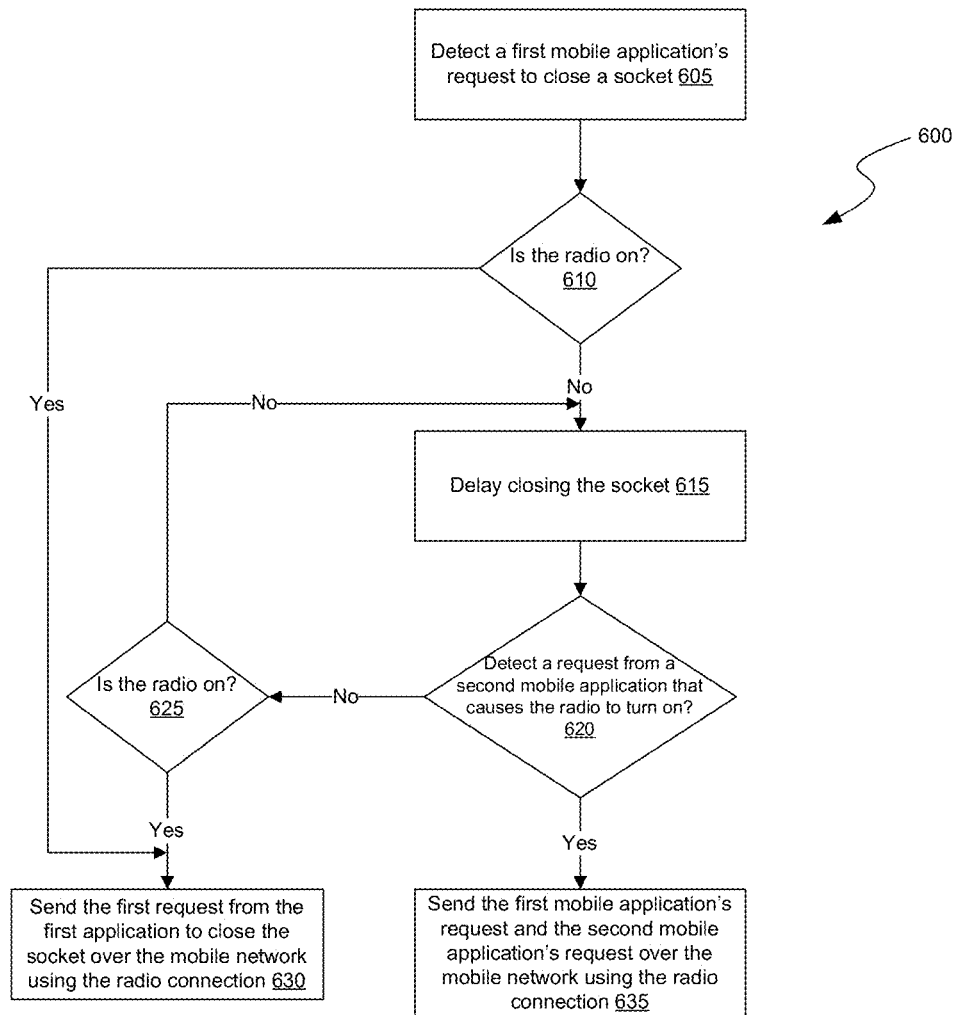 Detect a first mobile application's
request to close a socket 605
600
Is the radio on?
610
No
Yes
No
Delay closing the socket 615
Detect a request from a
second mobile application that
causes the radio to turn on?
620
Is the radio on?
625
No
Yes
Yes
Send the first request from the
first application to close the
socket over the mobile network
using the radio connection 630
Send the first mobile application's
request and the second mobile
application's request over the
mobile network using the radio
connection 635